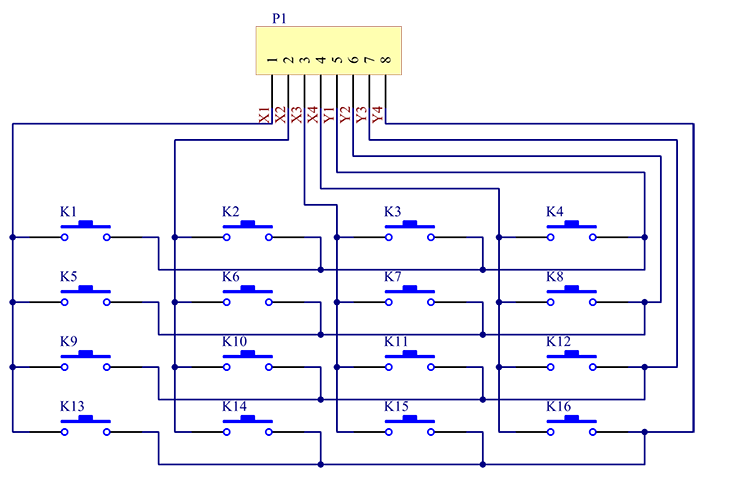 P1
1 2 3 4 5 6 7 8
X1 X2 X3 X4 Y1 Y2 Y3 Y4
K1 K2 K3 K4
K5 K6 K7 K8
K9 K10 K11 K12
K13 K14 K15 K16